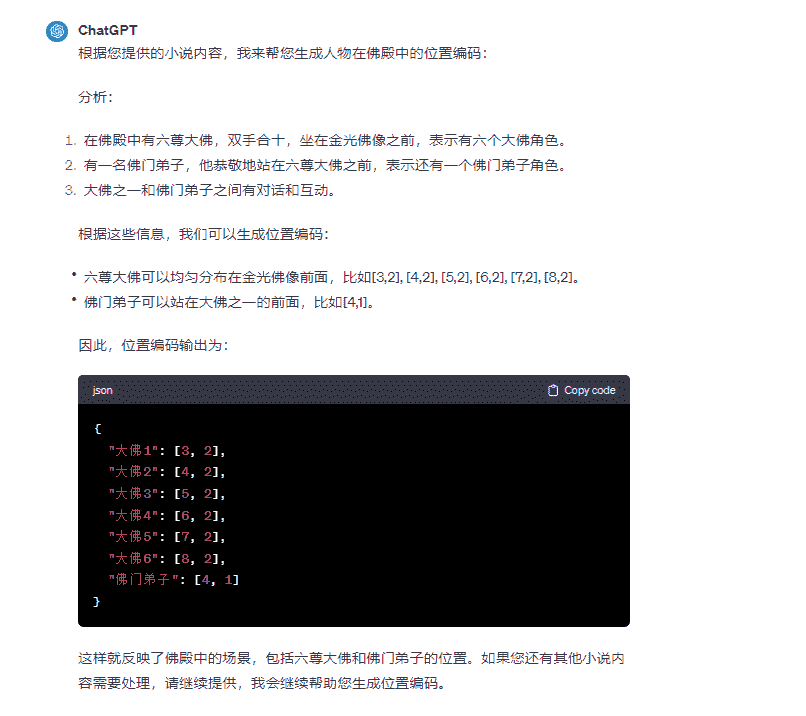 ChatGPT
根据您提供的小说内容，我来帮您生成人物在佛殿中的位置编码：
分析：
1. 在佛殿中有六尊大佛，双手合十，坐在金光佛像之前，表示有六个大佛角色。
2. 有一名佛门弟子，他恭敬地站在六尊大佛之前，表示还有一个佛门弟子角色。
3. 大佛之一和佛门弟子之间有对话和互动。
根据这些信息，我们可以生成位置编码：
• 六尊大佛可以均匀分布在金光佛像前面，比如[3,2], [4,2], [5,2], [6,2], [7,2], [8,2]。
• 佛门弟子可以站在大佛之一的前面，比如[4,1]。
因此，位置编码输出为：
json Copy code
{
"大佛1": [3, 2],
"大佛2": [4, 2],
"大佛3": [5, 2],
"大佛4": [6, 2],
"大佛5": [7, 2],
"大佛6": [8, 2],
"佛门弟子": [4, 1]
}
这样就反映了佛殿中的场景，包括六尊大佛和佛门弟子的位置。如果您还有其他小说内
容需要处理，请继续提供，我会继续帮助您生成位置编码。